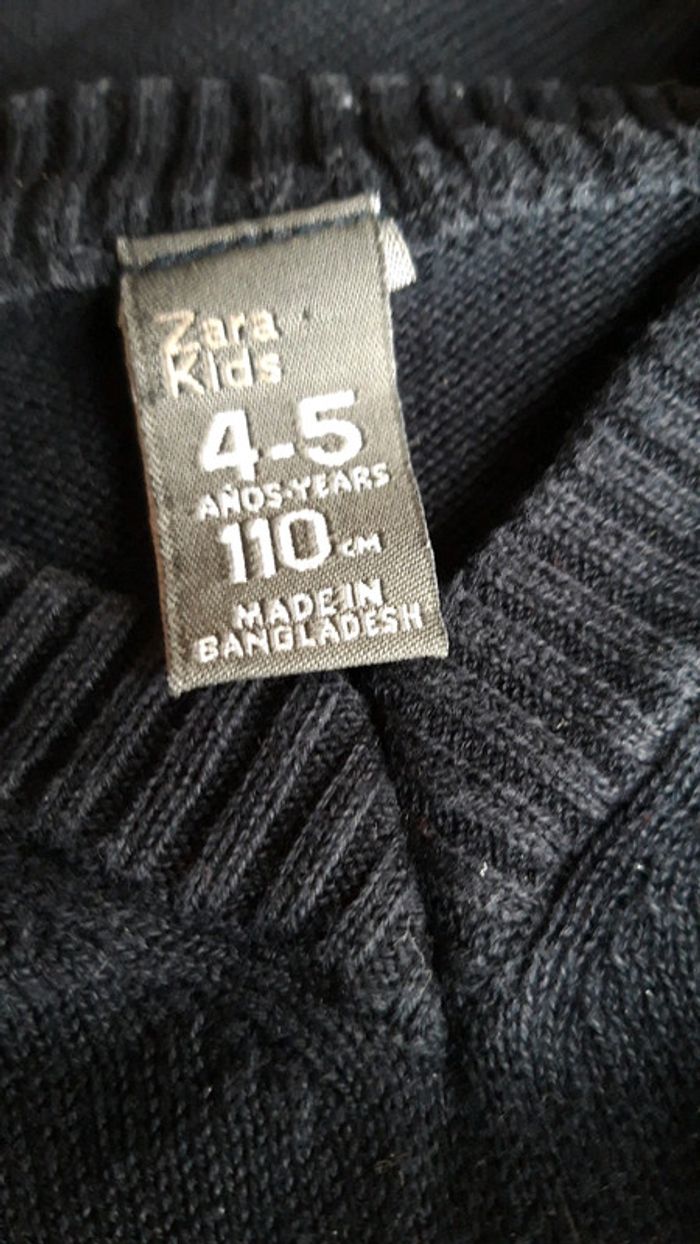 Zara
Kids
4-5
AÑOS-YEARS
110 CM
MADE IN
BANGLADESH